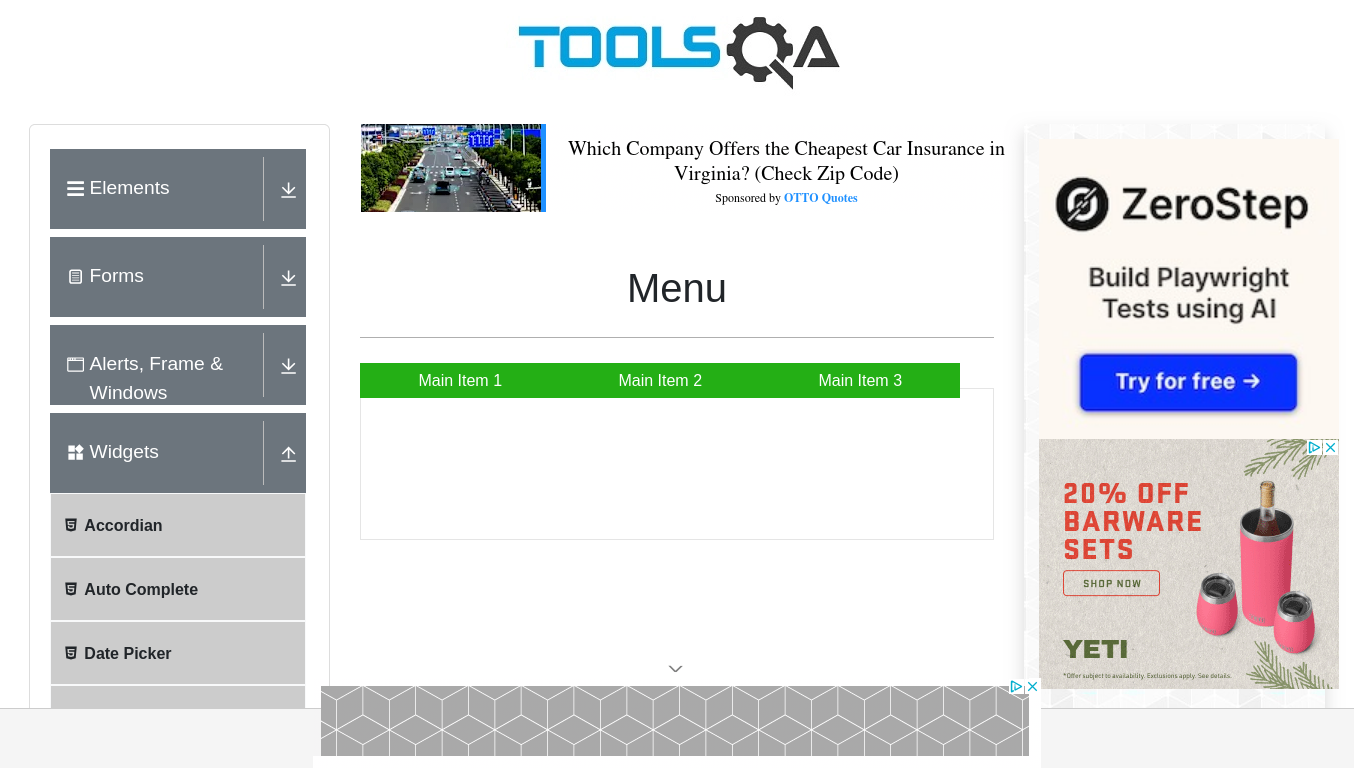 TOOLSQA
Elements
Forms
Alerts, Frame &
Windows
Widgets
Accordian
Auto Complete
Date Picker
Which Company Offers the Cheapest Car Insurance in
Virginia? (Check Zip Code)
Sponsored by OTTO Quotes
Menu
Main Item 1
Main Item 2
Main Item 3
ZeroStep
Build Playwright
Tests using AI
Try for free →
20% OFF
BARWARE
SETS
SHOP NOW
YETI
*Offer subject to availability. Exclusions apply. See details.